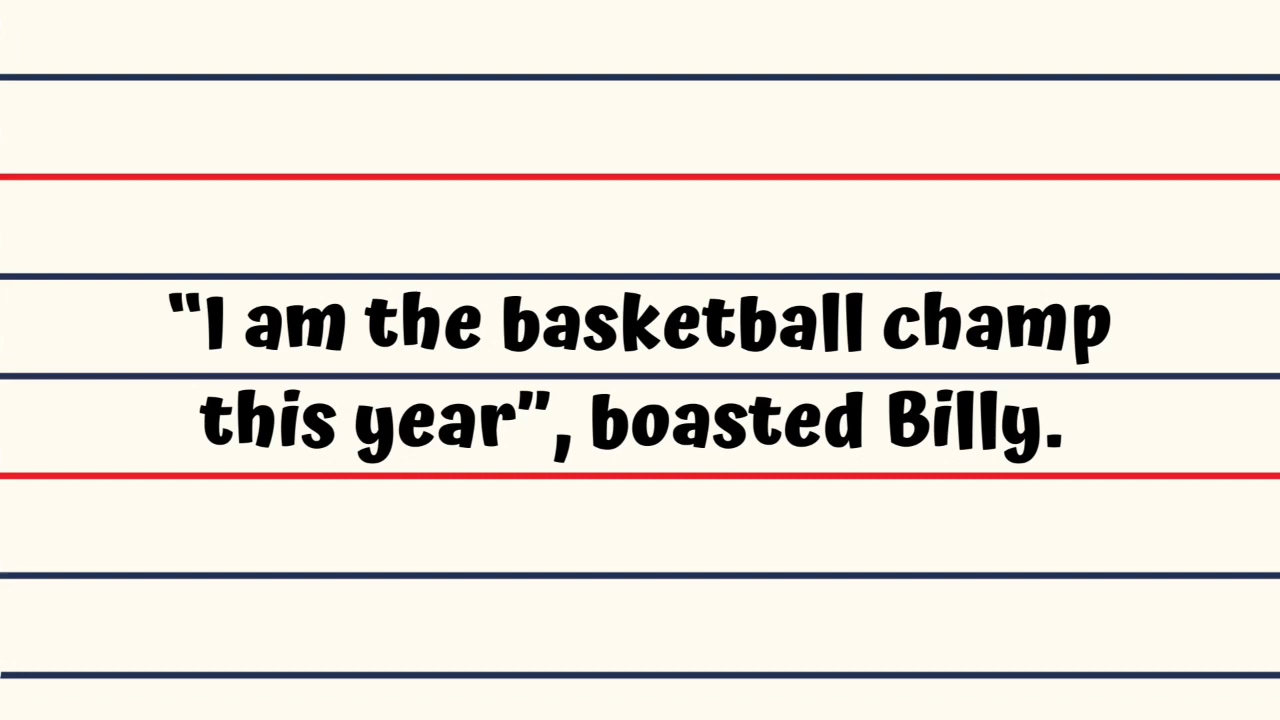 “I am the basketball champ
this year”, boasted Billy.